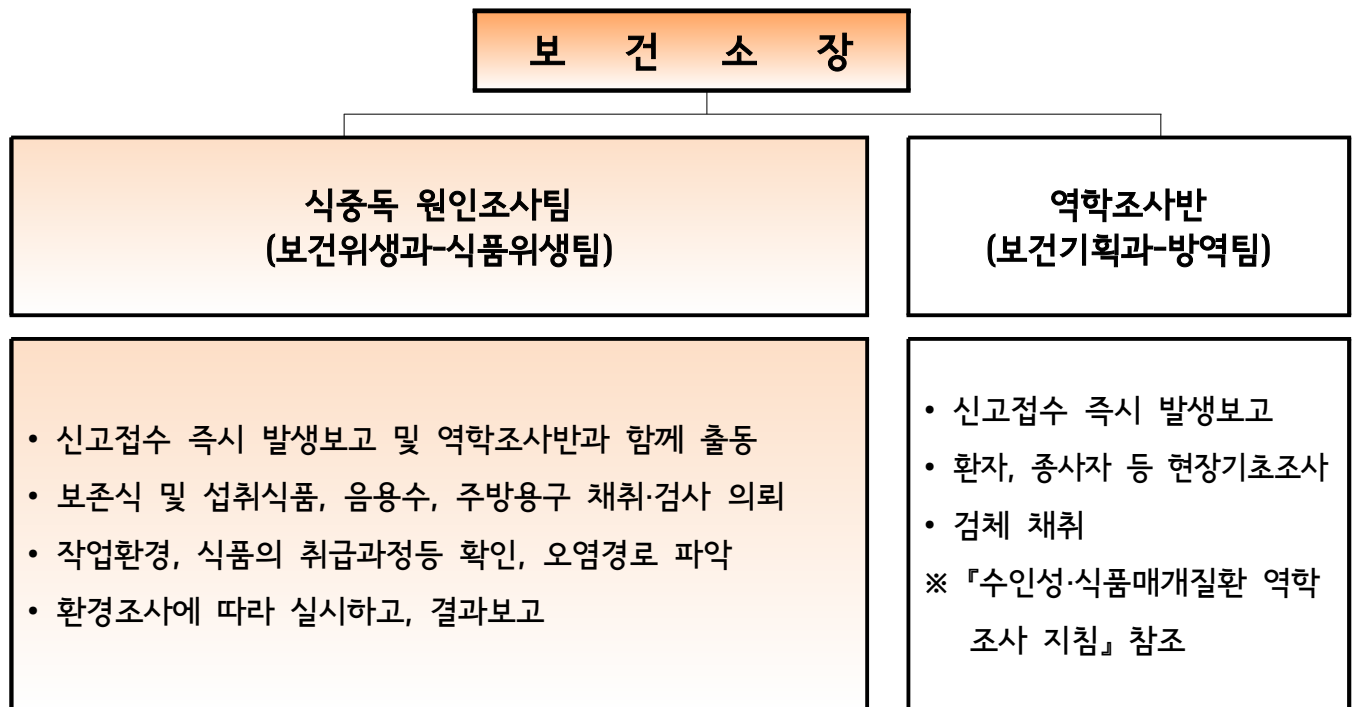 보 건 소 장
식중독 원인조사팀
(보건위생과-식품위생팀)
역학조사반
(보건기획과-방역팀)
• 신고접수 즉시 발생보고 및 역학조사반과 함께 출동
• 보존식 및 섭취식품, 음용수, 주방용구 채취·검사 의뢰
• 작업환경, 식품의 취급과정등 확인, 오염경로 파악
• 환경조사에 따라 실시하고, 결과보고
• 신고접수 즉시 발생보고
• 환자, 종사자 등 현장기초조사
• 검체 채취
※ 『수인성·식품매개질환 역학
조사 지침』 참조